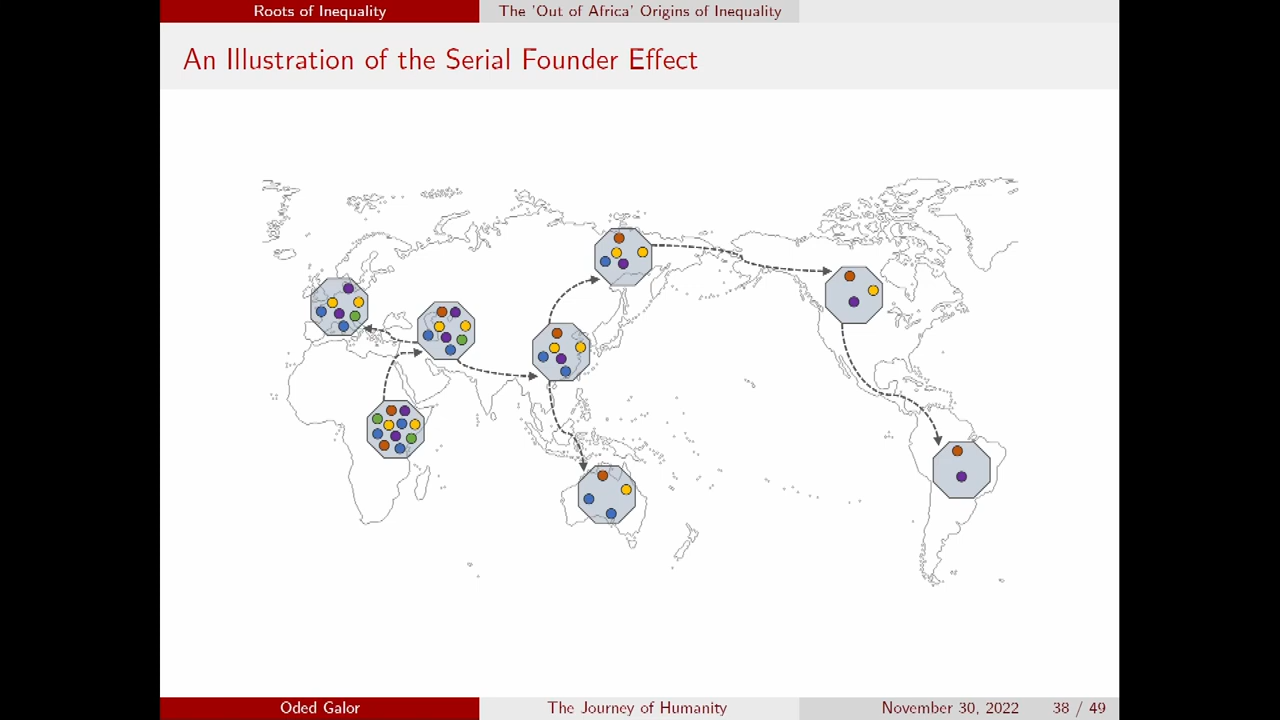 Roots of Inequality
The 'Out of Africa' Origins of Inequality
An Illustration of the Serial Founder Effect
Oded Galor
The Journey of Humanity
November 30, 2022
38 / 49